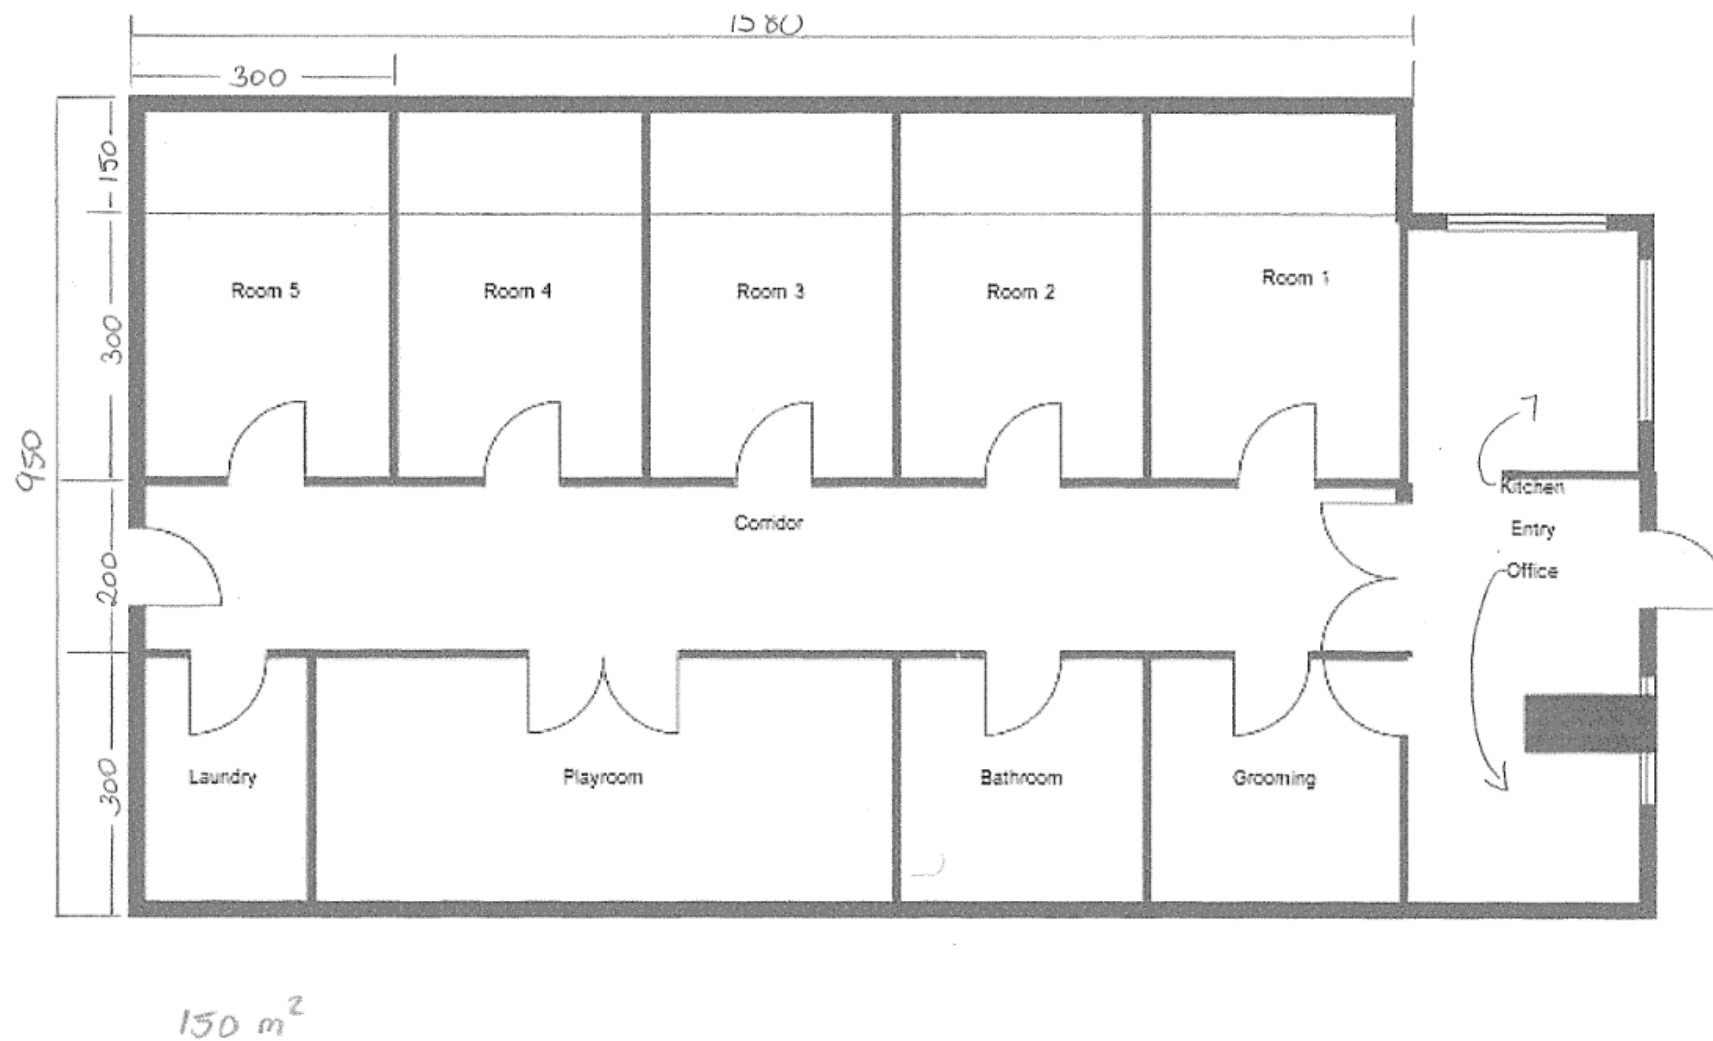 1580
300
150
300
950
200
300
Room 5
Room 4
Room 3
Room 2
Room 1
Corridor
Kitchen
Entry
Office
Laundry
Playroom
Bathroom
Grooming
150 m²